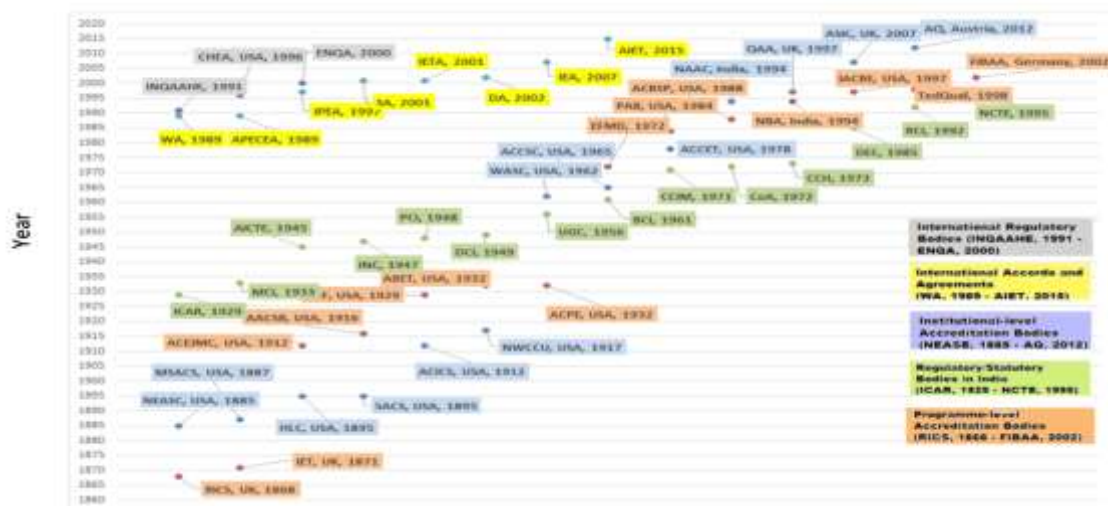 Year
2020
2015
2010
2005
2000
1995
1990
1985
1980
1975
1970
1965
1960
1955
1950
1945
1940
1935
1930
1925
1920
1915
1910
1905
1900
1895
1890
1885
1880
1875
1870
1865
1860
CHEA, USA, 1996
ENQA, 2000
INQAAHE, 1991
WA, 1989
APECEA, 1989
IPEA, 1997
SA, 2001
IETA, 2001
DA, 2002
IEA, 2007
AIET, 2015
QAA, UK, 1997
ASIC, UK, 2007
AQ, Austria, 2012
NAAC, India, 1994
ACBSP, USA, 1988
PAB, USA, 1984
EFMD, 1972
IACBE, USA, 1997
FIBAA, Germany, 2002
TedQual, 1998
NBA, India, 1994
NCTE, 1995
RCI, 1992
DEC, 1985
ACCSC, USA, 1965
WASC, USA, 1962
ACCET, USA, 1978
CCH, 1973
CCIM, 1971
CoA, 1972
BCI, 1961
UGC, 1956
PCI, 1948
AICTE, 1945
INC, 1947
DCI, 1949
ABET, USA, 1932
MCI, 1933
F, USA, 1929
ICAR, 1929
AACSB, USA, 1916
ACPE, USA, 1932
ACEJMC, USA, 1912
NWCCU, USA, 1917
MSACS, USA, 1887
ACICS, USA, 1912
NEASC, USA, 1885
SACS, USA, 1895
HLC, USA, 1895
IET, UK, 1871
RICS, UK, 1868
International Regulatory
Bodies (INQAAHE, 1991 -
ENQA, 2000)
International Accords and
Agreements
(WA, 1989 - AIET, 2015)
Institutional-level
Accreditation Bodies
(NEASE, 1885 - AQ, 2012)
Regulatory/Statutory
Bodies in India
(ICAR, 1929 - NCTE, 1995)
Programme-level
Accreditation Bodies
(RICS, 1868 - FIBAA, 2002)